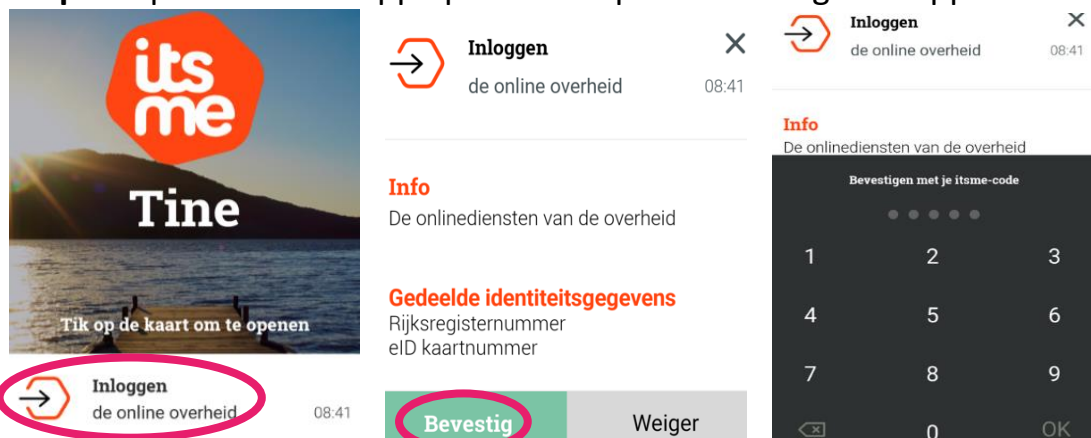 its
me
Tine
Tik op de kaart om te openen
Inloggen
de online overheid
08:41
Inloggen
de online overheid
08:41
Info
De onlinediensten van de overheid
Gedeelde identiteitsgegevens
Rijksregisternummer
eID kaartnummer
Bevestig
Weiger
Inloggen
de online overheid
08:41
Info
De onlinediensten van de overheid
Bevestigen met je itsme-code
1 2 3
4 5 6
7 8 9
0 OK